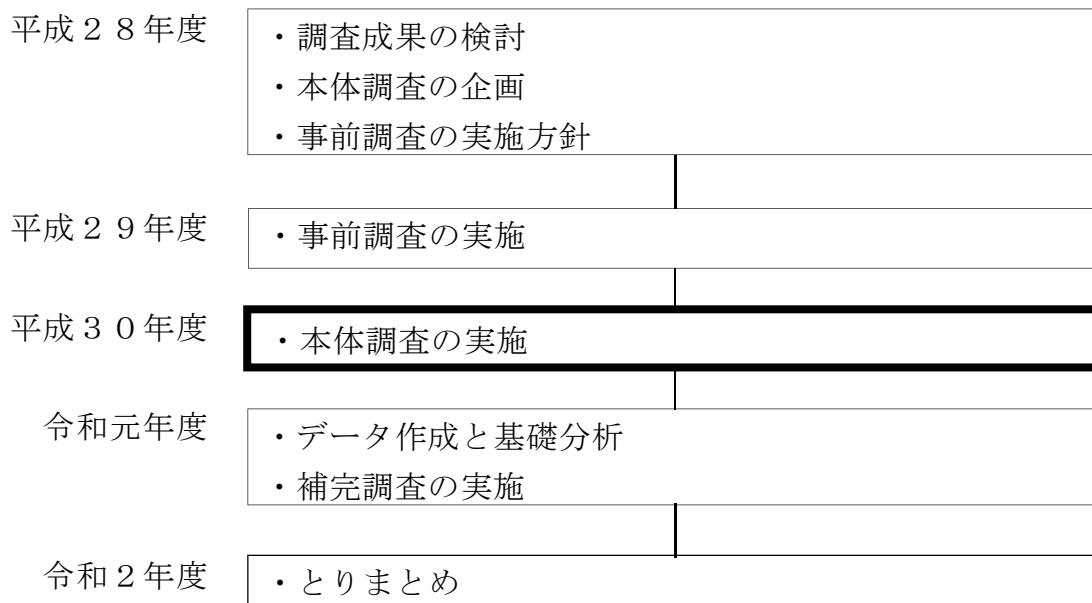 平成２８年度
・調査成果の検討
・本体調査の企画
・事前調査の実施方針
平成２９年度
・事前調査の実施
平成３０年度
・本体調査の実施
令和元年度
・データ作成と基礎分析
・補完調査の実施
令和２年度
・とりまとめ